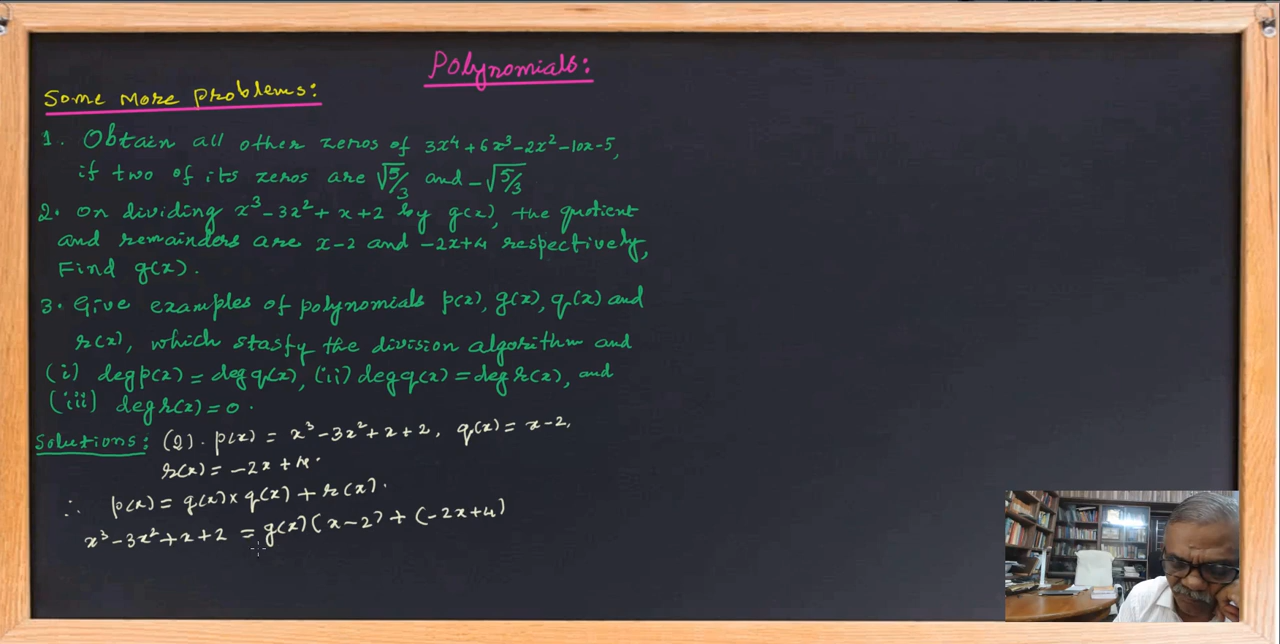 Polynomials:
Some More Problems:
1. Obtain all other zeros of 3x⁴+6x³-2x²-10x-5,
if two of its zeros are √5/3 and -√5/3
2. On dividing x³-3x²+x+2 by g(x), the quotient
and remainders are x-2 and -2x+4 respectively,
Find g(x).
3. Give examples of polynomials p(x), g(x), q(x) and
r(x), which stasfy the division algorithm and
(i) deg p(x) = deg q(x), (ii) deg q(x) = deg r(x), and
(iii) deg r(x) = 0.
Solutions: (2). p(x) = x³-3x²+x+2, q(x) = x-2,
r(x) = -2x+4.
∴ p(x) = g(x) × q(x) + r(x).
x³-3x²+x+2 = g(x)(x-2)+(-2x+4)